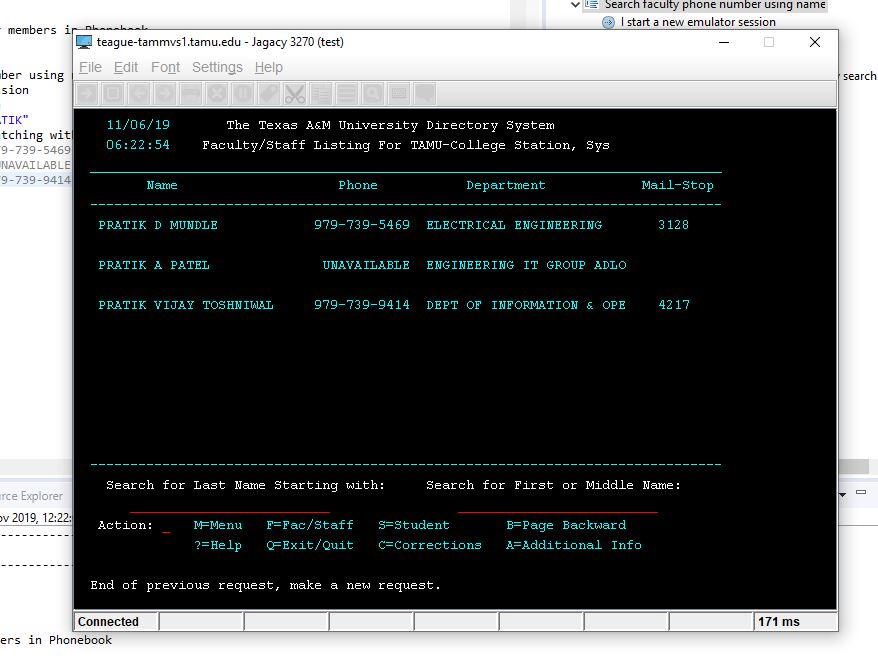 Search faculty phone number using name
I start a new emulator session
members in Phonebook
teague-tammvs1.tamu.edu - Jagacy 3270 (test)
File Edit Font Settings Help
ber using
search
ssion
ATIK"
tching with
79-739-5469
UNAVAILABLE
79-739-9414
11/06/19 The Texas A&M University Directory System
06:22:54 Faculty/Staff Listing For TAMU-College Station, Sys
Name Phone Department Mail-Stop
PRATIK D MUNDLE 979-739-5469 ELECTRICAL ENGINEERING 3128
PRATIK A PATEL UNAVAILABLE ENGINEERING IT GROUP ADLO
PRATIK VIJAY TOSHNIWAL 979-739-9414 DEPT OF INFORMATION & OPE 4217
Search for Last Name Starting with: Search for First or Middle Name:
Action: _ M=Menu F=Fac/Staff S=Student B=Page Backward
?=Help Q=Exit/Quit C=Corrections A=Additional Info
End of previous request, make a new request.
Connected 171 ms
urce Explorer
ov 2019, 12:22:
ers in Phonebook